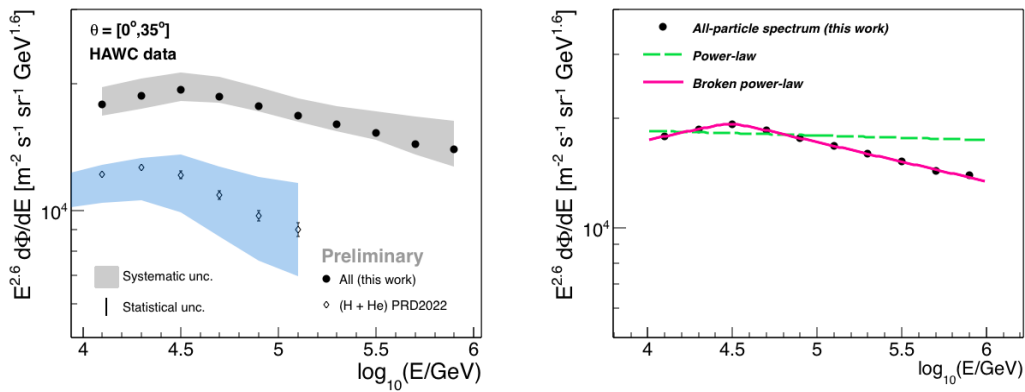 E^2.6 dΦ/dE [m^-2 s^-1 sr^-1 GeV^1.6]
θ = [0°,35°]
HAWC data
10^4
Preliminary
Systematic unc.
All (this work)
Statistical unc.
(H + He) PRD2022
4 4.5 5 5.5 6
log10(E/GeV)
E^2.6 dΦ/dE [m^-2 s^-1 sr^-1 GeV^1.6]
All-particle spectrum (this work)
Power-law
Broken power-law
10^4
4 4.5 5 5.5 6
log10(E/GeV)